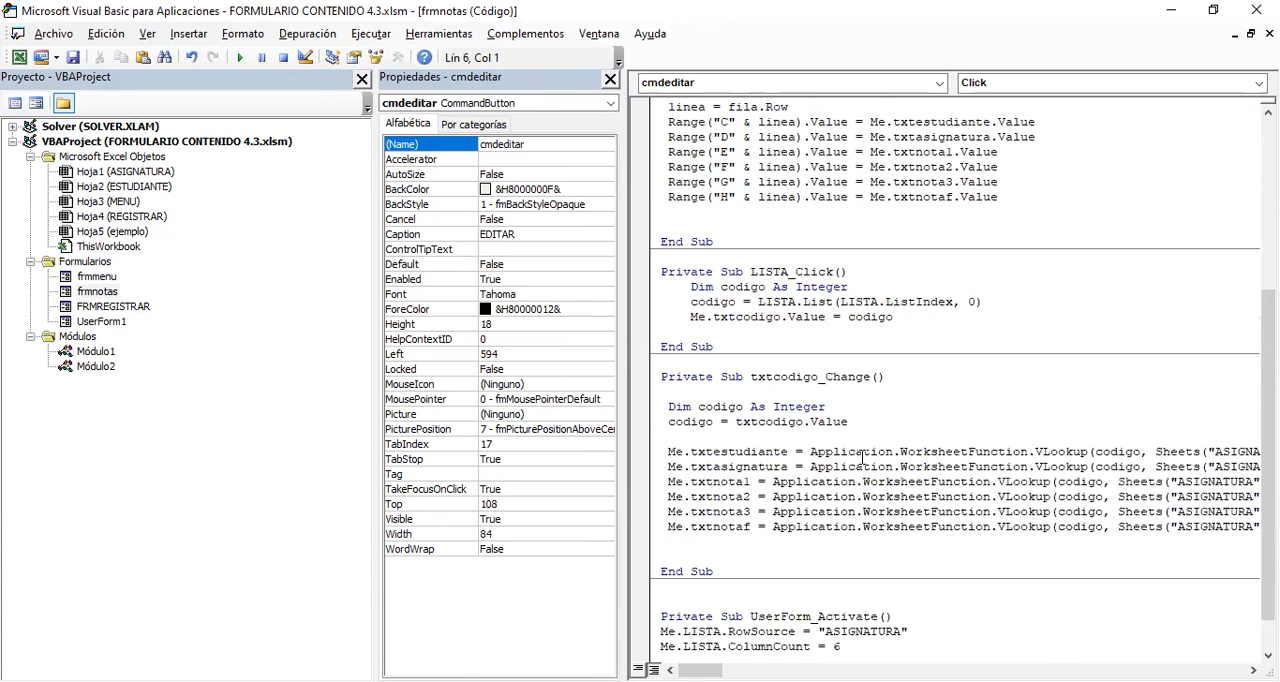 Microsoft Visual Basic para Aplicaciones - FORMULARIO CONTENIDO 4.3.xlsm - [frmnotas (Código)]
Archivo Edición Ver Insertar Formato Depuración Ejecutar Herramientas Complementos Ventana Ayuda
Lín 6, Col 1
Proyecto - VBAProject
Solver (SOLVER.XLAM)
VBAProject (FORMULARIO CONTENIDO 4.3.xlsm)
Microsoft Excel Objetos
Hoja1 (ASIGNATURA)
Hoja2 (ESTUDIANTE)
Hoja3 (MENU)
Hoja4 (REGISTRAR)
Hoja5 (ejemplo)
ThisWorkbook
Formularios
frmmenu
frmnotas
FRMREGISTRAR
UserForm1
Módulos
Módulo1
Módulo2
Propiedades - cmdeditar
cmdeditar CommandButton
Alfabética Por categorías
(Name) cmdeditar
Accelerator
AutoSize False
BackColor &H8000000F&
BackStyle 1 - fmBackStyleOpaque
Cancel False
Caption EDITAR
ControlTipText
Default False
Enabled True
Font Tahoma
ForeColor &H80000012&
Height 18
HelpContextID 0
Left 594
Locked False
MouseIcon (Ninguno)
MousePointer 0 - fmMousePointerDefault
Picture (Ninguno)
PicturePosition 7 - fmPicturePositionAboveCen
TabIndex 17
TabStop True
Tag
TakeFocusOnClick True
Top 108
Visible True
Width 84
WordWrap False
cmdeditar Click
linea = fila.Row
Range("C" & linea).Value = Me.txtestudiante.Value
Range("D" & linea).Value = Me.txtasignatura.Value
Range("E" & linea).Value = Me.txtnota1.Value
Range("F" & linea).Value = Me.txtnota2.Value
Range("G" & linea).Value = Me.txtnota3.Value
Range("H" & linea).Value = Me.txtnotaf.Value
End Sub
Private Sub LISTA_Click()
Dim codigo As Integer
codigo = LISTA.List(LISTA.ListIndex, 0)
Me.txtcodigo.Value = codigo
End Sub
Private Sub txtcodigo_Change()
Dim codigo As Integer
codigo = txtcodigo.Value
Me.txtestudiante = Application.WorksheetFunction.VLookup(codigo, Sheets("ASIGNA
Me.txtasignatura = Application.WorksheetFunction.VLookup(codigo, Sheets("ASIGNA
Me.txtnota1 = Application.WorksheetFunction.VLookup(codigo, Sheets("ASIGNATURA"
Me.txtnota2 = Application.WorksheetFunction.VLookup(codigo, Sheets("ASIGNATURA"
Me.txtnota3 = Application.WorksheetFunction.VLookup(codigo, Sheets("ASIGNATURA"
Me.txtnotaf = Application.WorksheetFunction.VLookup(codigo, Sheets("ASIGNATURA"
End Sub
Private Sub UserForm_Activate()
Me.LISTA.RowSource = "ASIGNATURA"
Me.LISTA.ColumnCount = 6